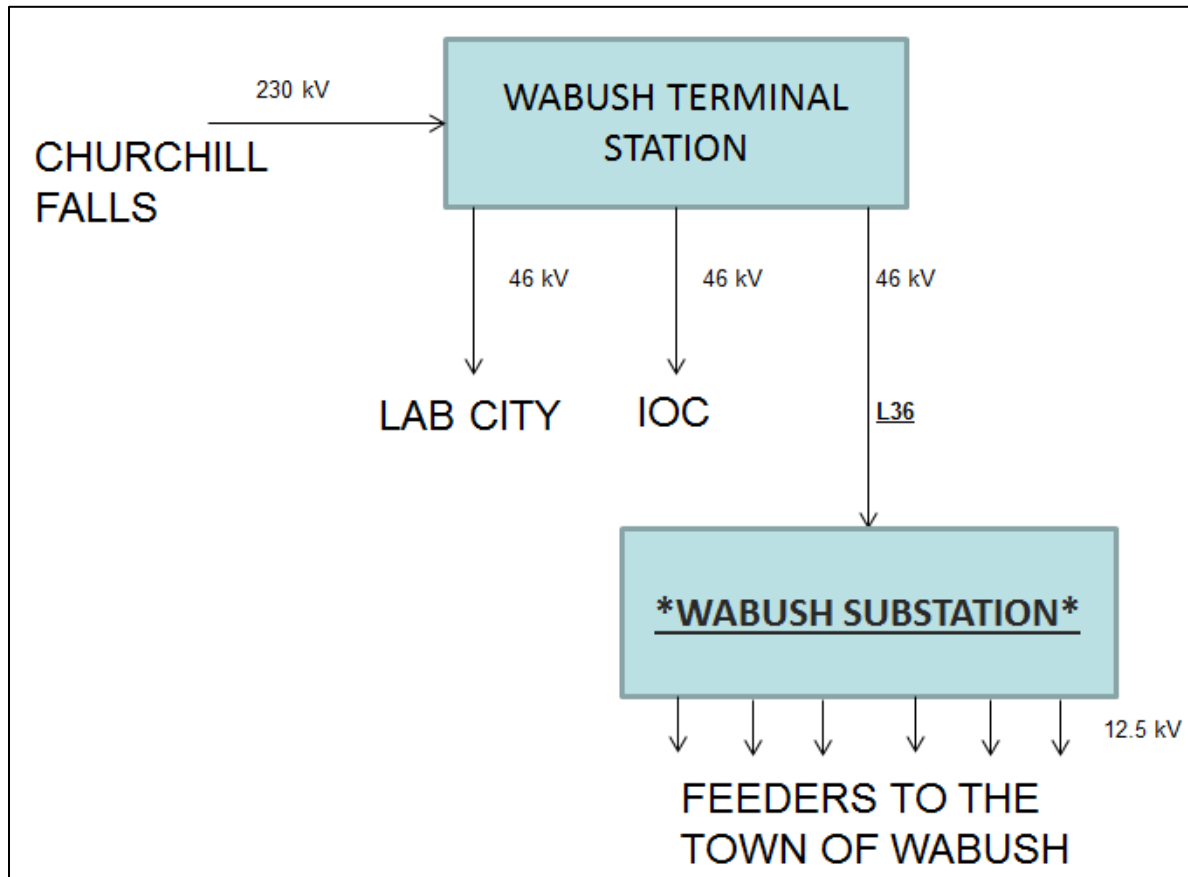 230 kV
WABUSH TERMINAL
STATION
CHURCHILL
FALLS
46 kV
46 kV
46 kV
LAB CITY
IOC
L36
*WABUSH SUBSTATION*
12.5 kV
FEEDERS TO THE
TOWN OF WABUSH